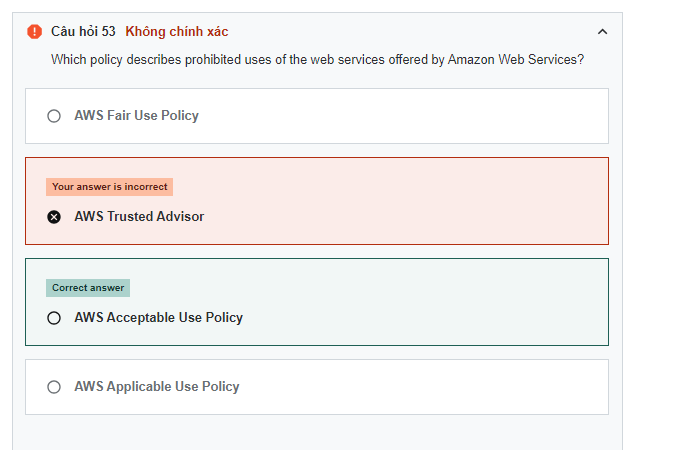 Câu hỏi 53 Không chính xác
Which policy describes prohibited uses of the web services offered by Amazon Web Services?
AWS Fair Use Policy
Your answer is incorrect
AWS Trusted Advisor
Correct answer
AWS Acceptable Use Policy
AWS Applicable Use Policy